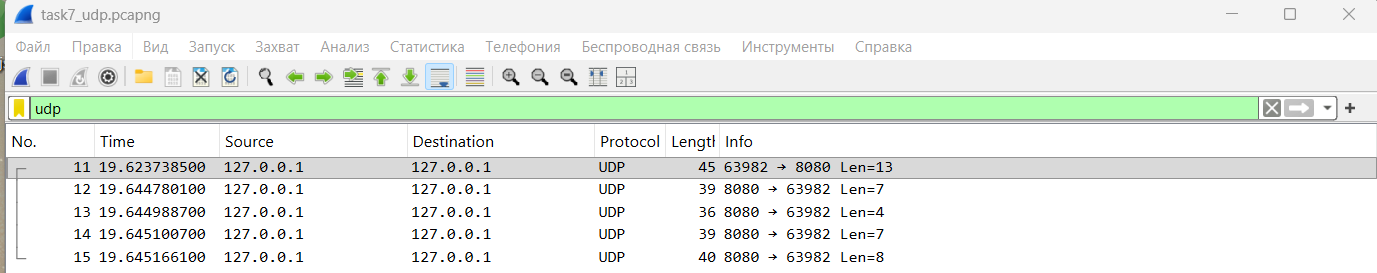 task7_udp.pcapng
Файл Правка Вид Запуск Захват Анализ Статистика Телефония Беспроводная связь Инструменты Справка
udp
No. Time Source Destination Protocol Length Info
11 19.623738500 127.0.0.1 127.0.0.1 UDP 45 63982 → 8080 Len=13
12 19.644780100 127.0.0.1 127.0.0.1 UDP 39 8080 → 63982 Len=7
13 19.644988700 127.0.0.1 127.0.0.1 UDP 36 8080 → 63982 Len=4
14 19.645100700 127.0.0.1 127.0.0.1 UDP 39 8080 → 63982 Len=7
15 19.645166100 127.0.0.1 127.0.0.1 UDP 40 8080 → 63982 Len=8